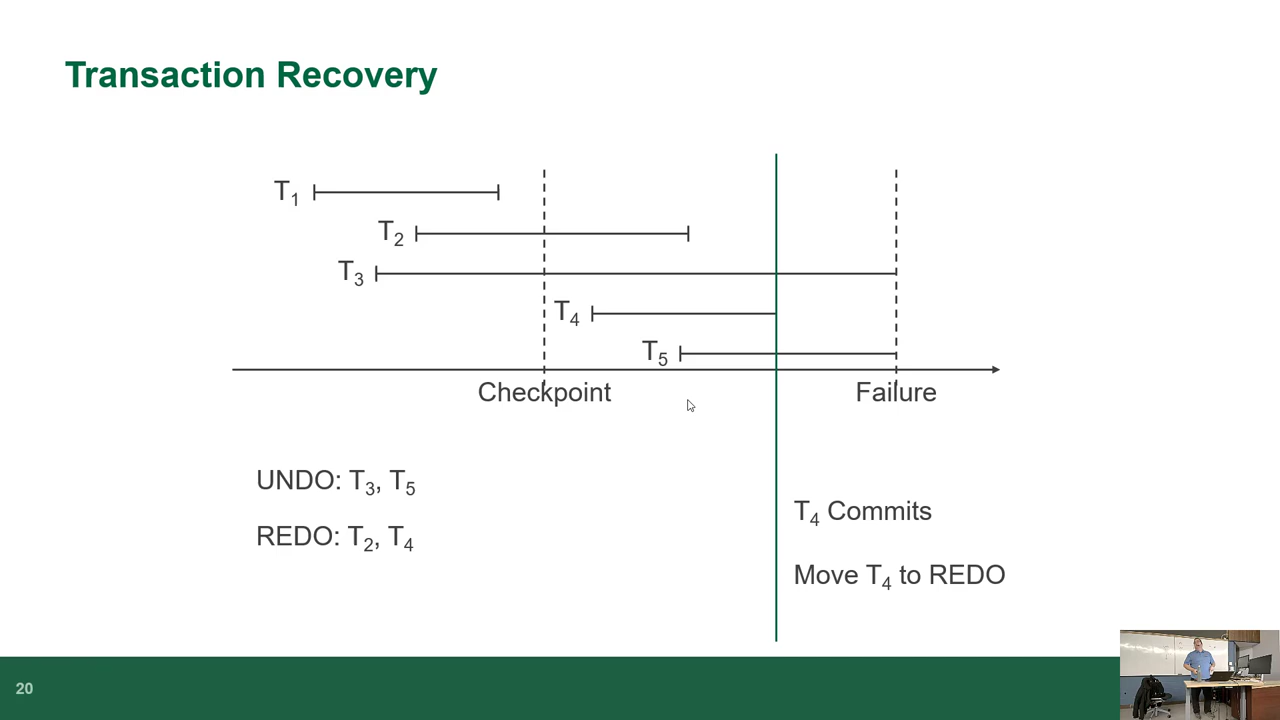 Transaction Recovery
T1
T2
T3
T4
T5
Checkpoint
Failure
UNDO: T3, T5
REDO: T2, T4
T4 Commits
Move T4 to REDO
20